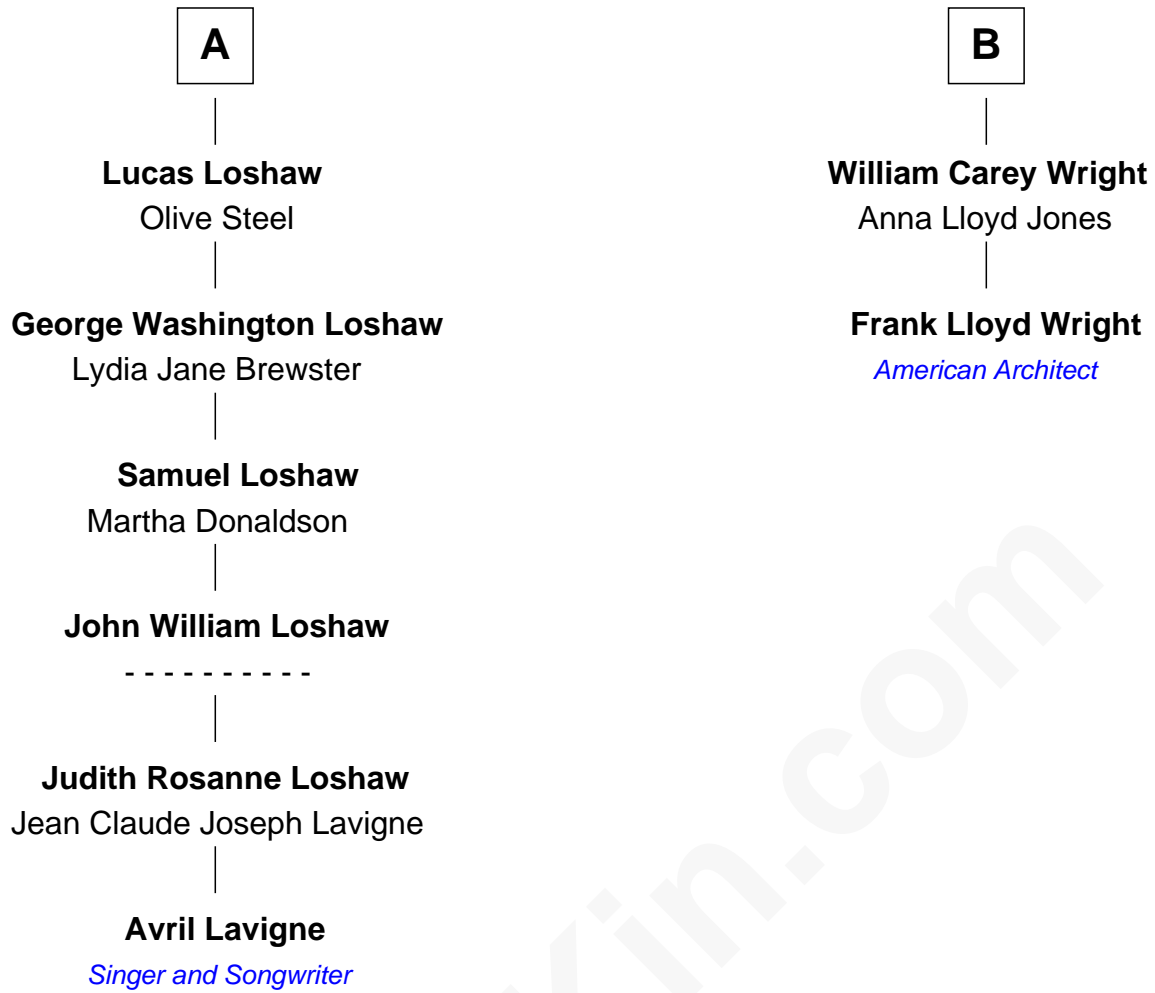 A
Lucas Loshaw
Olive Steel
George Washington Loshaw
Lydia Jane Brewster
Samuel Loshaw
Martha Donaldson
John William Loshaw
- - - - - - - - - -
Judith Rosanne Loshaw
Jean Claude Joseph Lavigne
Avril Lavigne
Singer and Songwriter
B
William Carey Wright
Anna Lloyd Jones
Frank Lloyd Wright
American Architect
kin.com